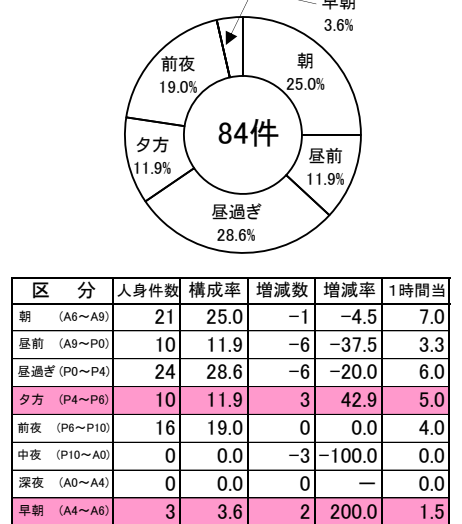 早朝
3.6%
前夜
19.0%
朝
25.0%
84件
夕方
11.9%
昼前
11.9%
昼過ぎ
28.6%
区 分 人身件数 構成率 増減数 増減率 1時間当
朝 (A6～A9) 21 25.0 -1 -4.5 7.0
昼前 (A9～P0) 10 11.9 -6 -37.5 3.3
昼過ぎ (P0～P4) 24 28.6 -6 -20.0 6.0
夕方 (P4～P6) 10 11.9 3 42.9 5.0
前夜 (P6～P10) 16 19.0 0 0.0 4.0
中夜 (P10～A0) 0 0.0 -3 -100.0 0.0
深夜 (A0～A4) 0 0.0 0 — 0.0
早朝 (A4～A6) 3 3.6 2 200.0 1.5